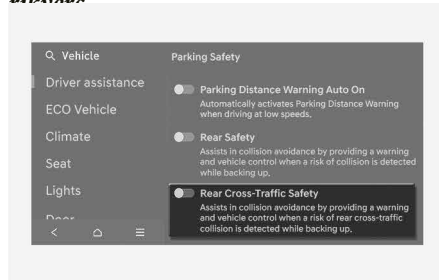 Vehicle
Parking Safety
Driver assistance
Parking Distance Warning Auto On
Automatically activates Parking Distance Warning
when driving at low speeds.
ECO Vehicle
Climate
Rear Safety
Assists in collision avoidance by providing a warning
and vehicle control when a risk of collision is detected
while backing up.
Seat
Lights
Rear Cross-Traffic Safety
Assists in collision avoidance by providing a warning
and vehicle control when a risk of rear cross-traffic
collision is detected while backing up.